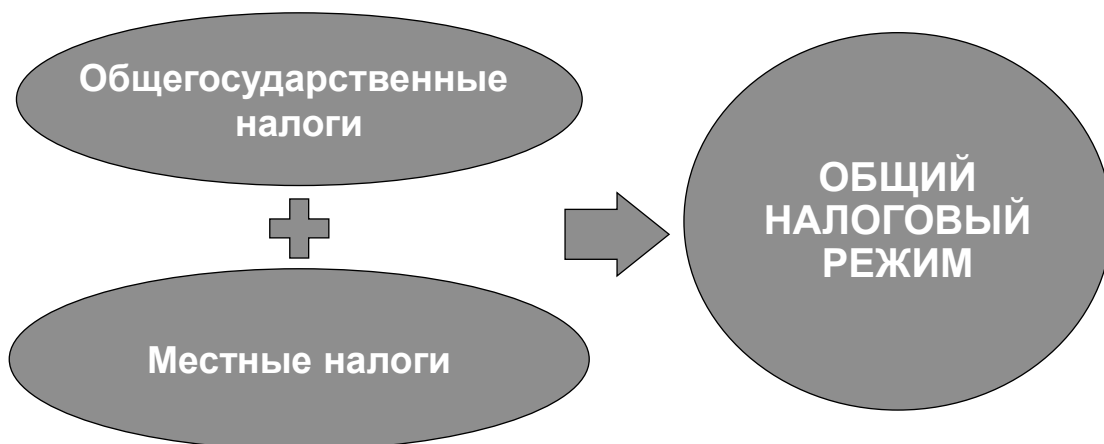 Общегосударственные
налоги
Местные налоги
ОБЩИЙ
НАЛОГОВЫЙ
РЕЖИМ